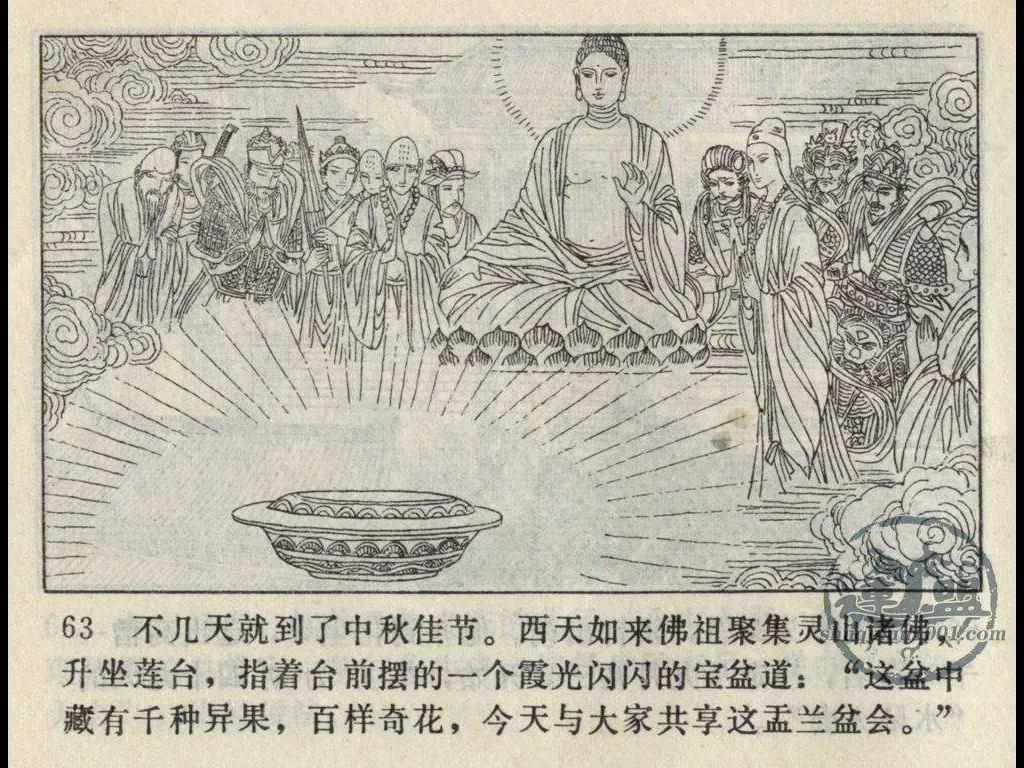 63 不几天就到了中秋佳节。西天如来佛祖聚集灵山诸佛，
升坐莲台，指着台前摆的一个霞光闪闪的宝盆道：“这盆中
藏有千种异果，百样奇花，今天与大家共享这盂兰盆会。”